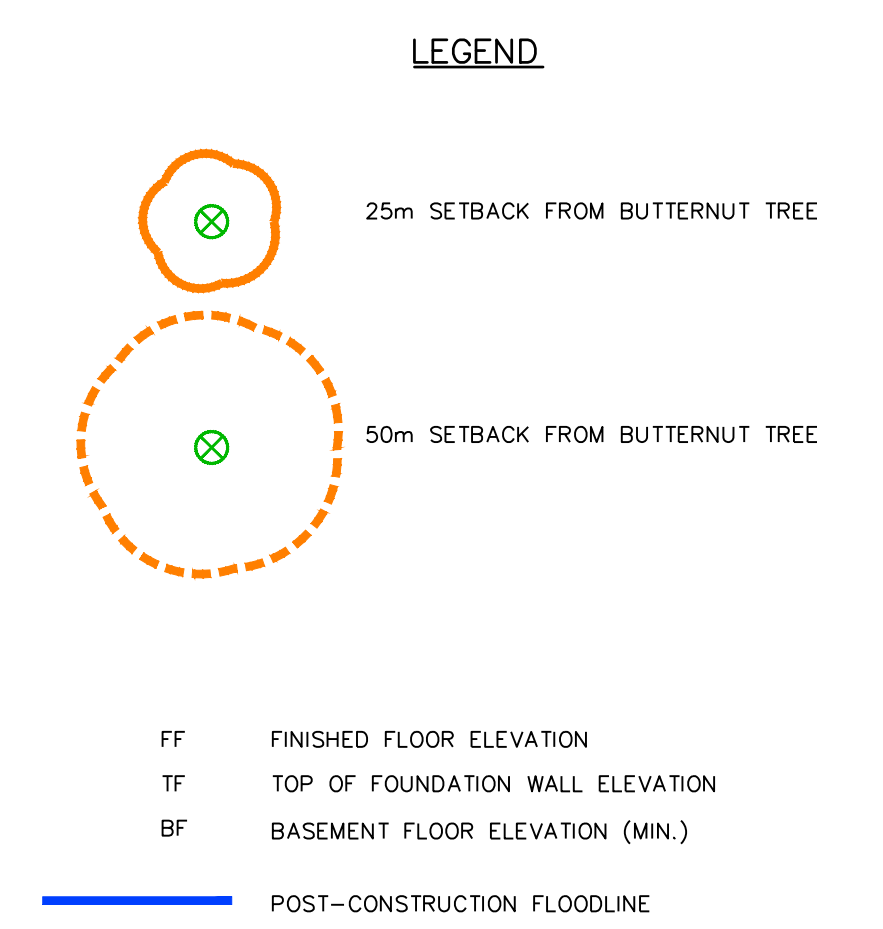 LEGEND
25m SETBACK FROM BUTTERNUT TREE
50m SETBACK FROM BUTTERNUT TREE
FF FINISHED FLOOR ELEVATION
TF TOP OF FOUNDATION WALL ELEVATION
BF BASEMENT FLOOR ELEVATION (MIN.)
POST-CONSTRUCTION FLOODLINE